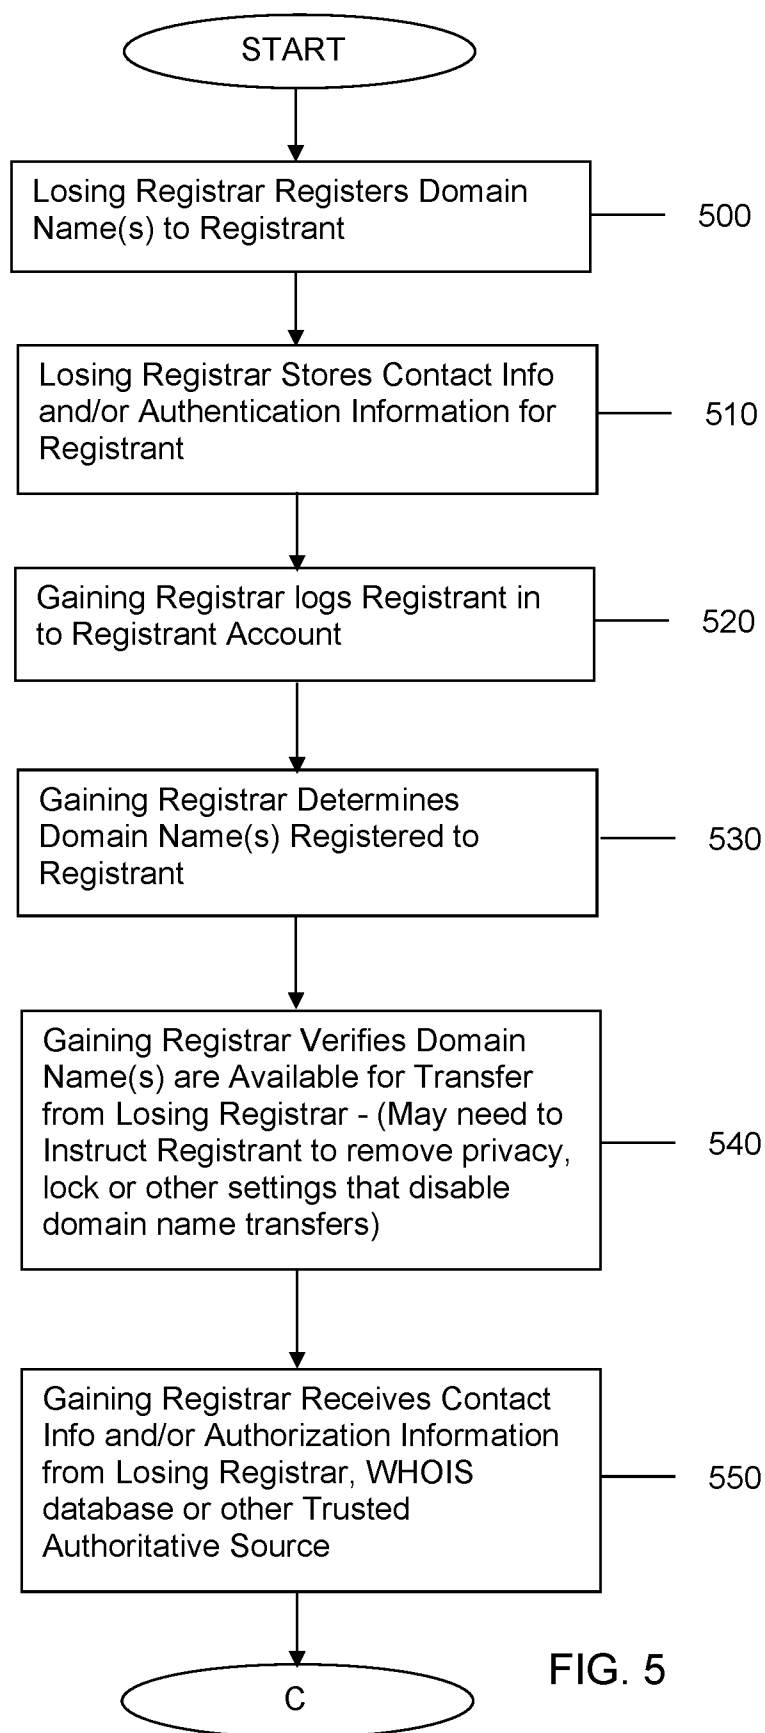 START
Losing Registrar Registers Domain
Name(s) to Registrant
500
Losing Registrar Stores Contact Info
and/or Authentication Information for
Registrant
510
Gaining Registrar logs Registrant in
to Registrant Account
520
Gaining Registrar Determines
Domain Name(s) Registered to
Registrant
530
Gaining Registrar Verifies Domain
Name(s) are Available for Transfer
from Losing Registrar - (May need to
Instruct Registrant to remove privacy,
lock or other settings that disable
domain name transfers)
540
Gaining Registrar Receives Contact
Info and/or Authorization Information
from Losing Registrar, WHOIS
database or other Trusted
Authoritative Source
550
C
FIG. 5